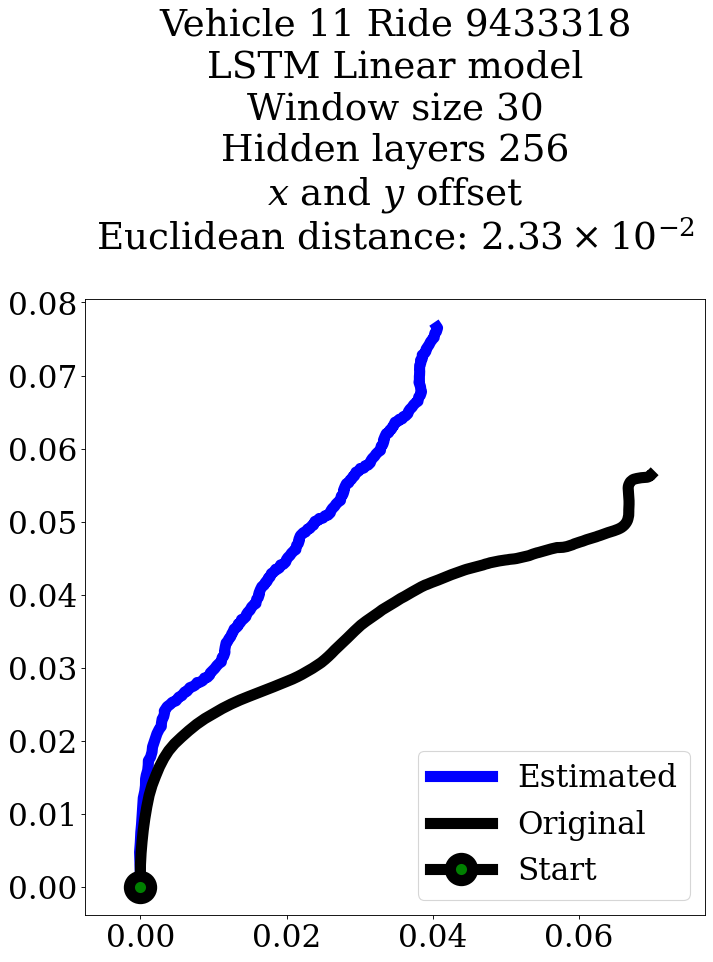 Vehicle 11 Ride 9433318
LSTM Linear model
Window size 30
Hidden layers 256
x and y offset
Euclidean distance: 2.33 × 10⁻²
0.08
0.07
0.06
0.05
0.04
0.03
0.02
0.01
0.00
Estimated
Original
Start
0.00 0.02 0.04 0.06